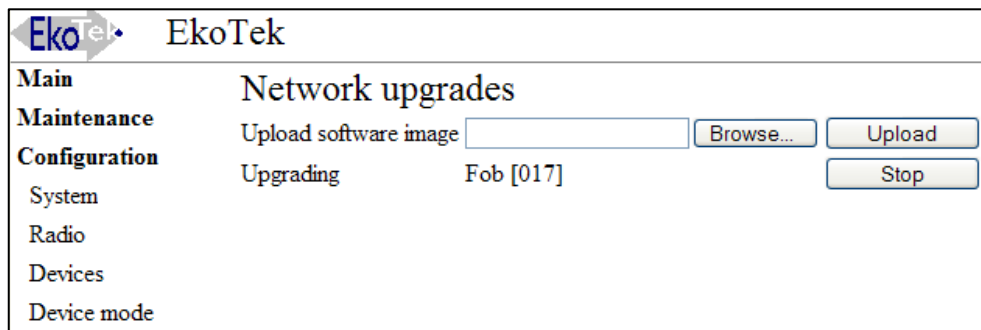 EkoTek EkoTek
Main
Maintenance
Configuration
System
Radio
Devices
Device mode
Network upgrades
Upload software image Browse... Upload
Upgrading Fob [017] Stop